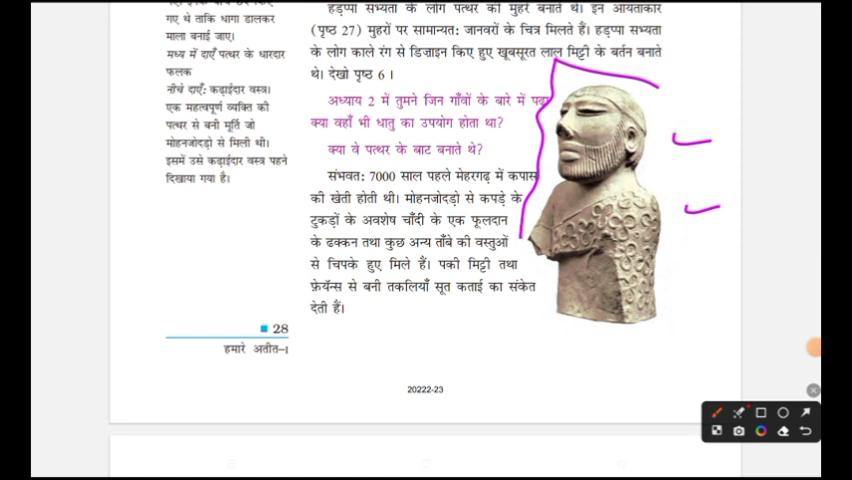 गए थे ताकि धागा डालकर
माला बनाई जाए।
मध्य में दाएँ पत्थर के धारदार
फलक
नीचे दाएँ: कढ़ाईदार वस्त्र।
एक महत्वपूर्ण व्यक्ति की
पत्थर से बनी मूर्ति जो
मोहनजोदड़ो से मिली थी।
इसमें उसे कढ़ाईदार वस्त्र पहने
दिखाया गया है।
हड़प्पा सभ्यता के लोग पत्थर की मुहरें बनाते थे। इन आयताकार
(पृष्ठ 27) मुहरों पर सामान्यत: जानवरों के चित्र मिलते हैं। हड़प्पा सभ्यता
के लोग काले रंग से डिज़ाइन किए हुए खूबसूरत लाल मिट्टी के बर्तन बनाते
थे। देखो पृष्ठ 6।
अध्याय 2 में तुमने जिन गाँवों के बारे में पढ़ा
क्या वहाँ भी धातु का उपयोग होता था?
क्या वे पत्थर के बाट बनाते थे?
संभवत: 7000 साल पहले मेहरगढ़ में कपास
की खेती होती थी। मोहनजोदड़ो से कपड़े के
टुकड़ों के अवशेष चाँदी के एक फूलदान
के ढक्कन तथा कुछ अन्य ताँबे की वस्तुओं
से चिपके हुए मिले हैं। पकी मिट्टी तथा
फ़ेयॅन्स से बनी तकलियाँ सूत कताई का संकेत
देती हैं।
28
हमारे अतीत–I
20222-23